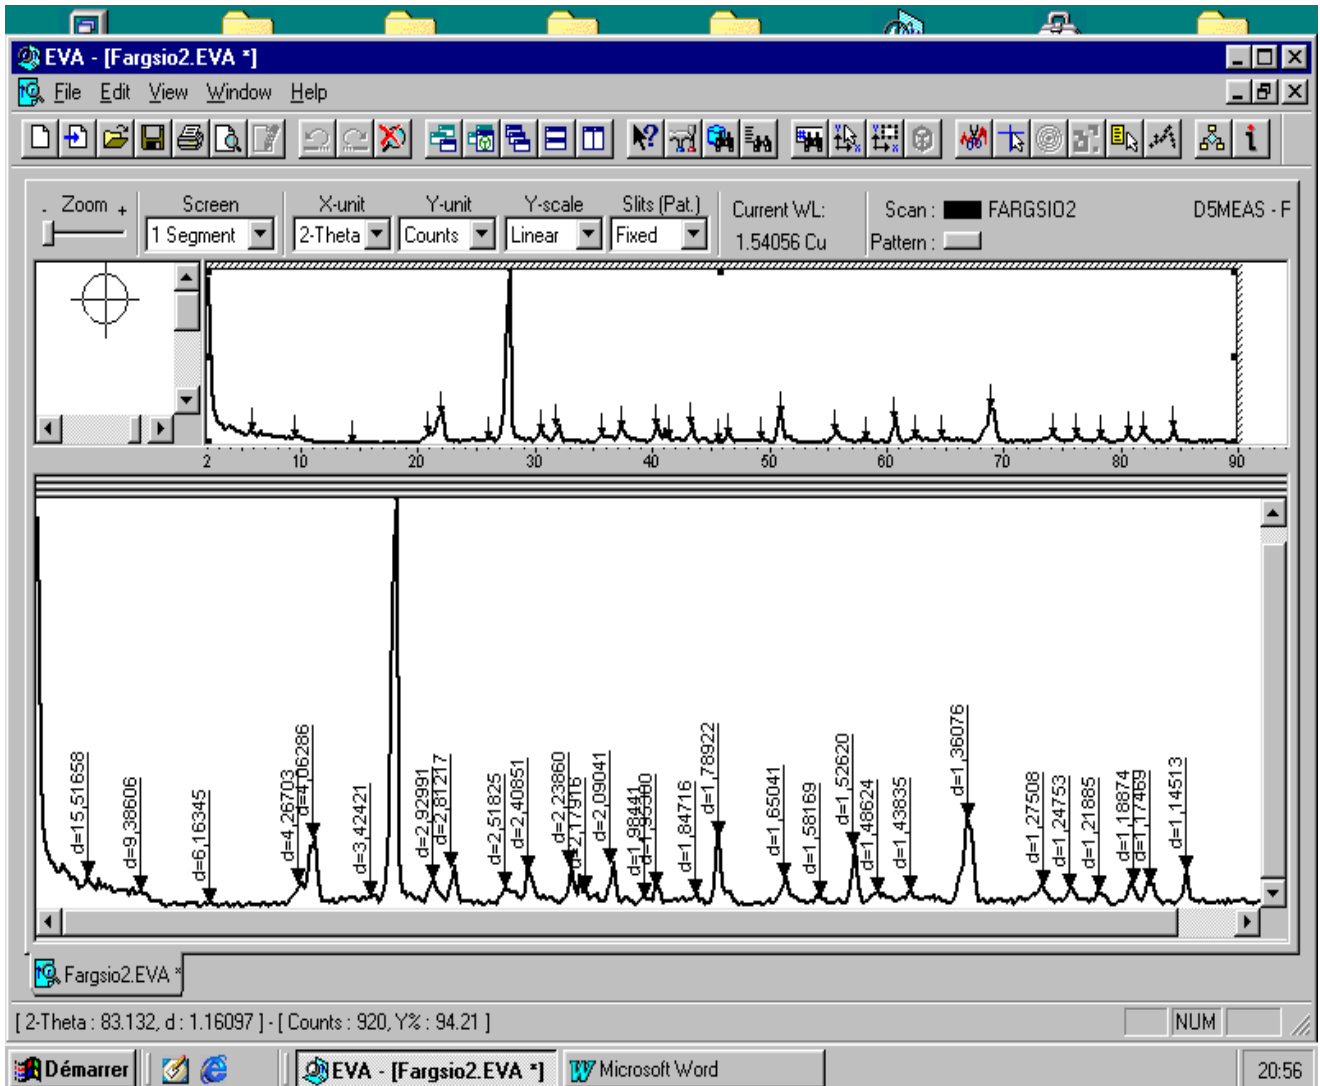 EVA - [Fargsio2.EVA *]
File Edit View Window Help
- Zoom + Screen X-unit Y-unit Y-scale Slits (Pat.) Current WL: Scan : FARGSIO2 D5MEAS - F
1 Segment 2-Theta Counts Linear Fixed 1.54056 Cu Pattern :
2 10 20 30 40 50 60 70 80 90
d=15,51658
d=9,38606
d=6,16345
d=4,26703
d=4,06286
d=3,42421
d=2,92991
d=2,81217
d=2,51825
d=2,40851
d=2,23860
d=2,17916
d=2,09041
d=1,98441
d=1,84716
d=1,78922
d=1,65041
d=1,58169
d=1,52620
d=1,48624
d=1,43835
d=1,36076
d=1,27508
d=1,24753
d=1,21885
d=1,18874
d=1,17469
d=1,14513
Fargsio2.EVA *
[ 2-Theta : 83.132, d : 1.16097 ] - [ Counts : 920, Y% : 94.21 ] NUM
Démarrer EVA - [Fargsio2.EVA *] Microsoft Word 20:56